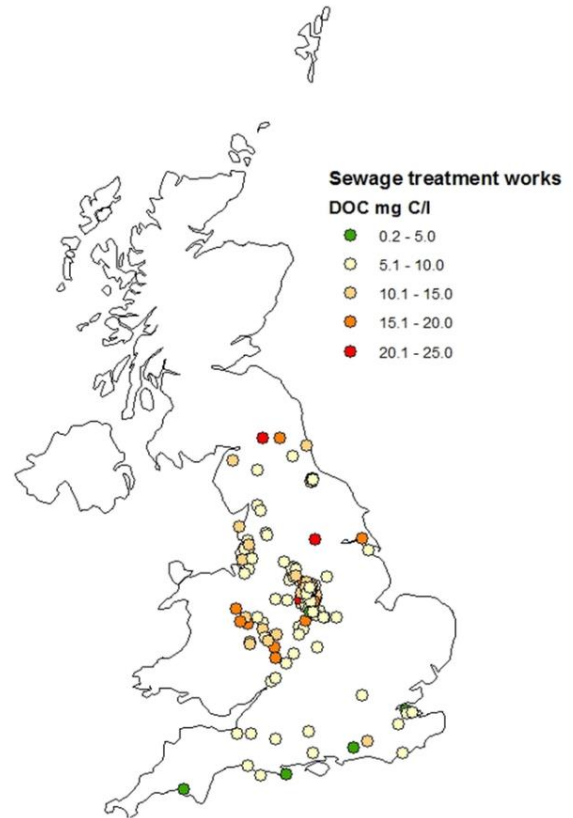 Sewage treatment works
DOC mg C/l
0.2 - 5.0
5.1 - 10.0
10.1 - 15.0
15.1 - 20.0
20.1 - 25.0